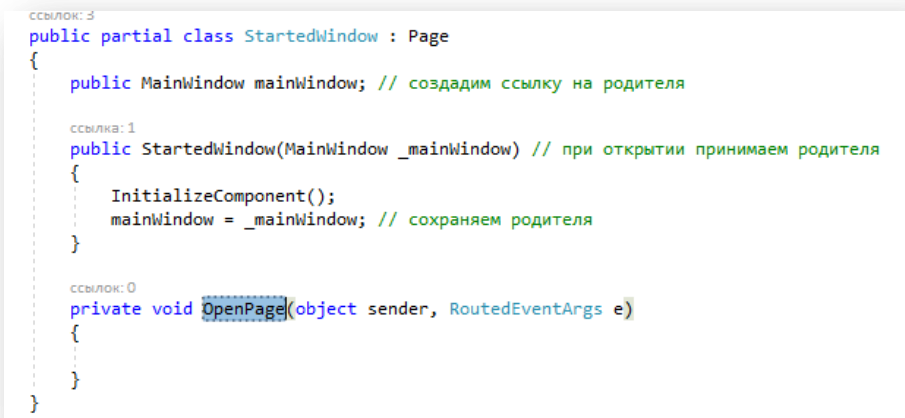 ссылок: 3
public partial class StartedWindow : Page
{
public MainWindow mainWindow; // создадим ссылку на родителя
ссылка: 1
public StartedWindow(MainWindow _mainWindow) // при открытии принимаем родителя
{
InitializeComponent();
mainWindow = _mainWindow; // сохраняем родителя
}
ссылок: 0
private void OpenPage(object sender, RoutedEventArgs e)
{
}
}